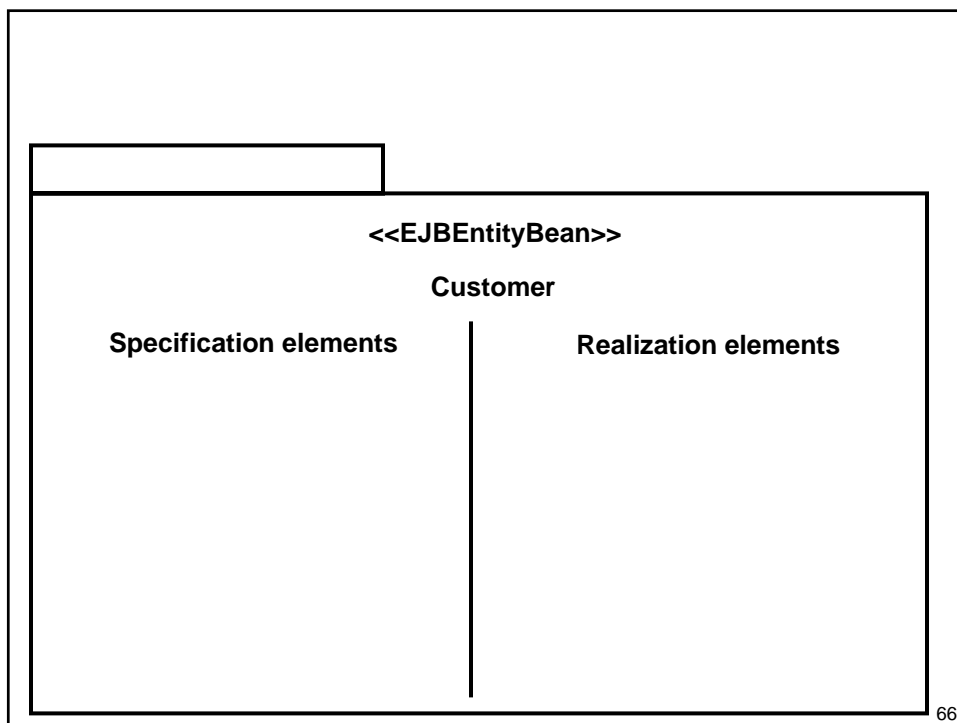 <<EJBEntityBean>>
Customer
Specification elements
Realization elements
66